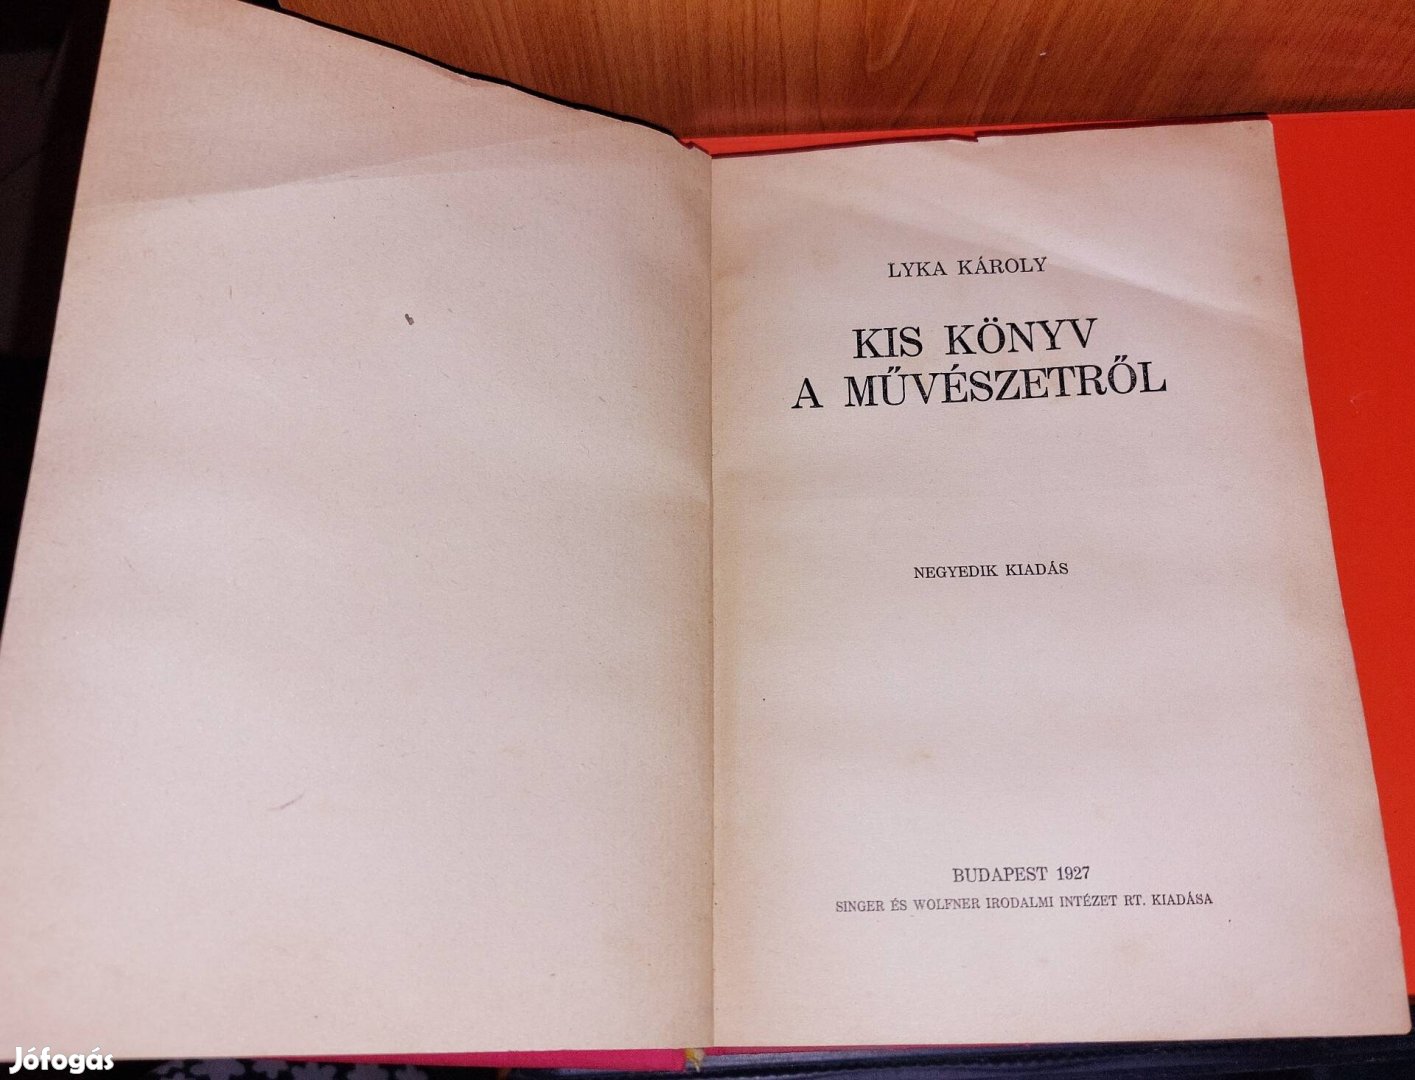 LYKA KÁROLY
KIS KÖNYV
A MŰVÉSZETRŐL
NEGYEDIK KIADÁS
BUDAPEST 1927
SINGER ÉS WOLFNER IRODALMI INTÉZET RT. KIADÁSA
Jófogás